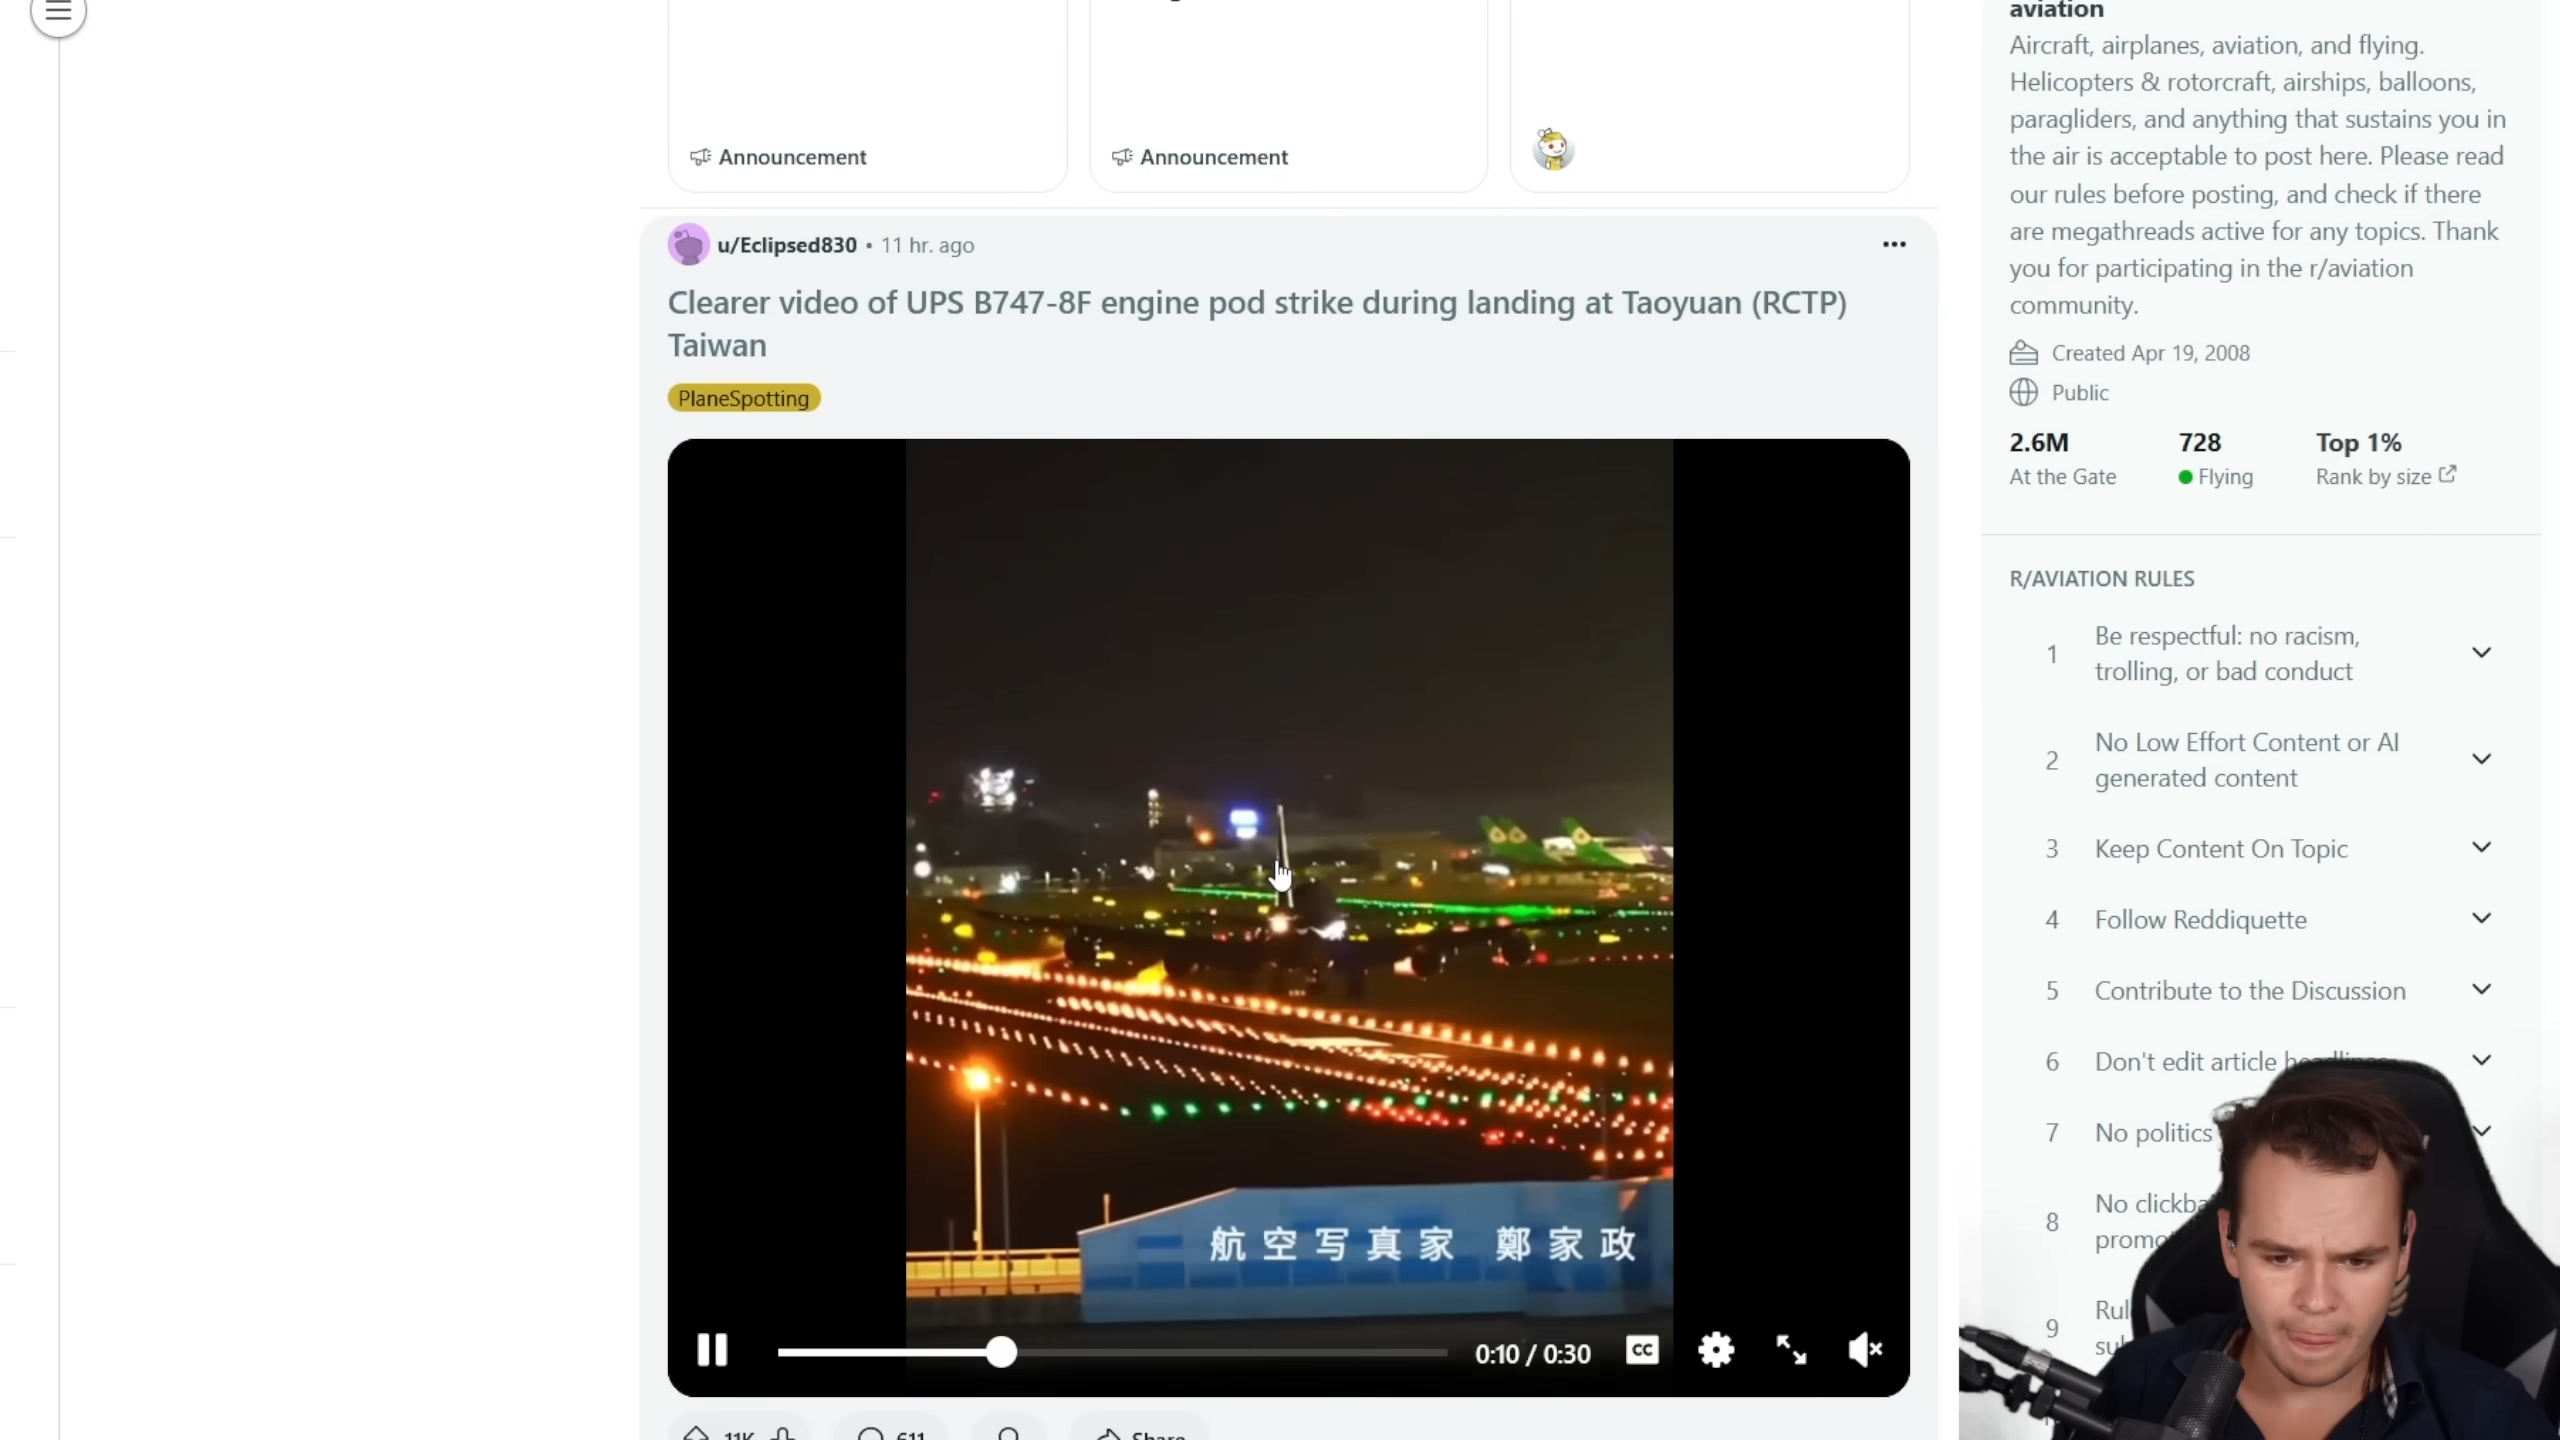 Announcement
Announcement
u/Eclipsed830 • 11 hr. ago
Clearer video of UPS B747-8F engine pod strike during landing at Taoyuan (RCTP)
Taiwan
PlaneSpotting
航空写真家 鄭家政
0:10 / 0:30
CC
11K
611
Share
aviation
Aircraft, airplanes, aviation, and flying.
Helicopters & rotorcraft, airships, balloons,
paragliders, and anything that sustains you in
the air is acceptable to post here. Please read
our rules before posting, and check if there
are megathreads active for any topics. Thank
you for participating in the r/aviation
community.
Created Apr 19, 2008
Public
2.6M
At the Gate
728
Flying
Top 1%
Rank by size
R/AVIATION RULES
1
Be respectful: no racism,
trolling, or bad conduct
2
No Low Effort Content or AI
generated content
3
Keep Content On Topic
4
Follow Reddiquette
5
Contribute to the Discussion
6
Don't edit article
7
No politics
8
No
9